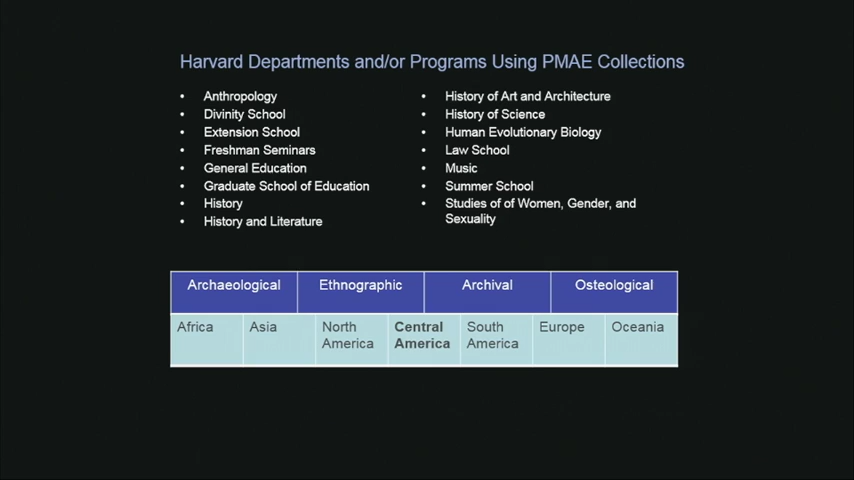 Harvard Departments and/or Programs Using PMAE Collections
• Anthropology
• Divinity School
• Extension School
• Freshman Seminars
• General Education
• Graduate School of Education
• History
• History and Literature
• History of Art and Architecture
• History of Science
• Human Evolutionary Biology
• Law School
• Music
• Summer School
• Studies of of Women, Gender, and
Sexuality
Archaeological Ethnographic Archival Osteological
Africa Asia North America Central America South America Europe Oceania